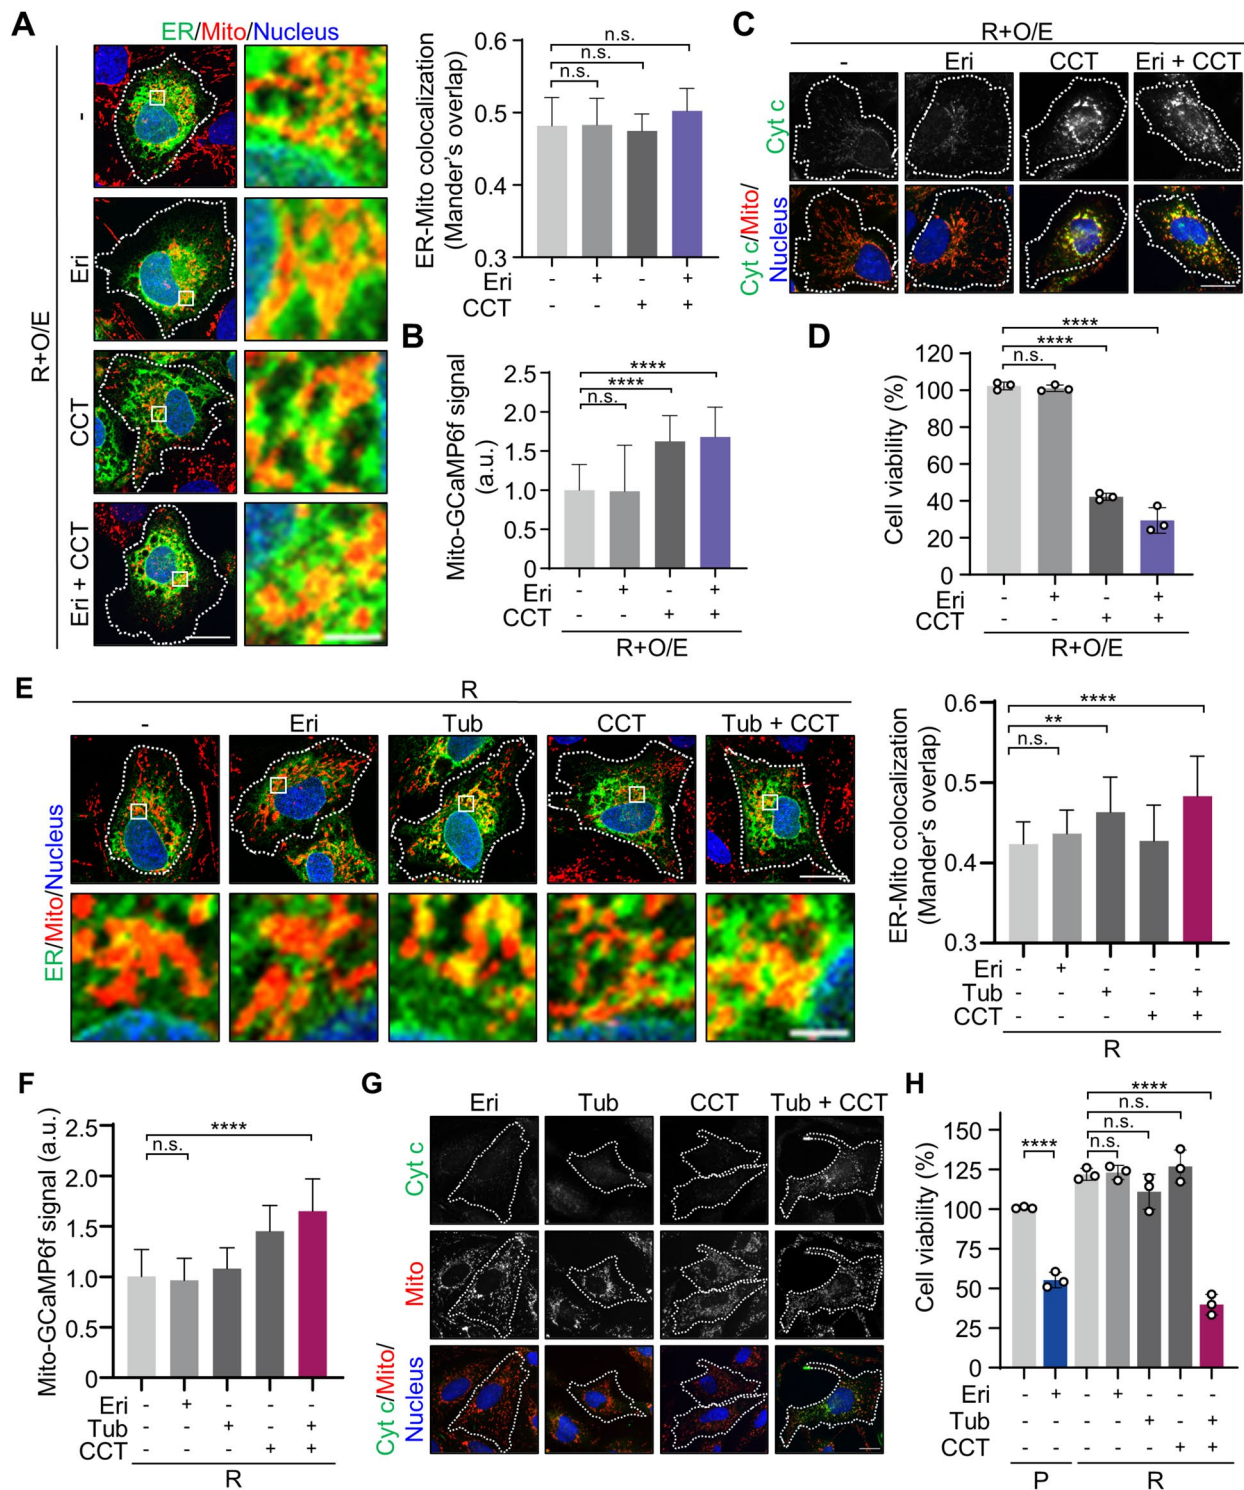 A
ER/Mito/Nucleus
R+O/E
-
Eri
CCT
Eri + CCT
ER-Mito colocalization
(Mander's overlap)
0.6
0.5
0.4
0.3
n.s.
n.s.
n.s.
Eri - + - +
CCT - - + +
B
Mito-GCaMP6f signal
(a.u.)
2.5
2.0
1.5
1.0
0.5
0
****
****
n.s.
Eri - + - +
CCT - - + +
R+O/E
C
R+O/E
- Eri CCT Eri + CCT
Cyt c
Cyt c/Mito/
Nucleus
D
Cell viability (%)
120
100
80
60
40
20
0
****
****
n.s.
Eri - + - +
CCT - - + +
R+O/E
E
R
- Eri Tub CCT Tub + CCT
ER/Mito/Nucleus
ER-Mito colocalization
(Mander's overlap)
0.6
0.5
0.4
0.3
****
**
n.s.
Eri - + - - -
Tub - - + - +
CCT - - - + +
R
F
Mito-GCaMP6f signal (a.u.)
2.5
2.0
1.5
1.0
0.5
0
****
n.s.
Eri - + - - -
Tub - - + - +
CCT - - - + +
R
G
Eri Tub CCT Tub + CCT
Cyt c
Mito
Cyt c/Mito/
Nucleus
H
Cell viability (%)
150
125
100
75
50
25
0
****
****
n.s.
n.s.
n.s.
Eri - + - + - - -
Tub - - - - + - +
CCT - - - - - + +
P R